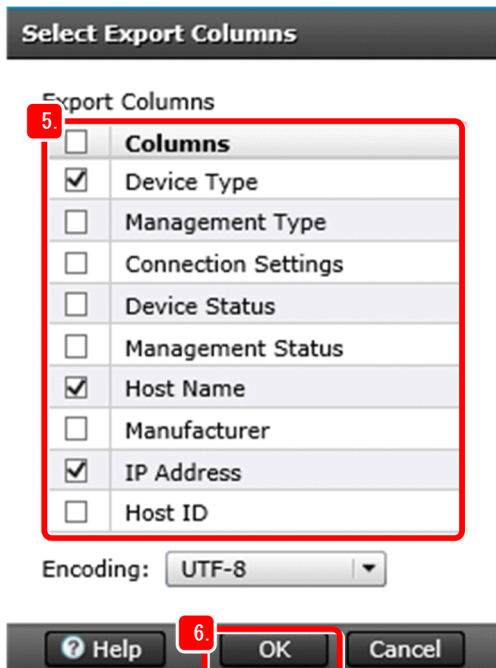 Select Export Columns
Export Columns
5.
Columns
Device Type
Management Type
Connection Settings
Device Status
Management Status
Host Name
Manufacturer
IP Address
Host ID
Encoding: UTF-8
6.
? Help OK Cancel